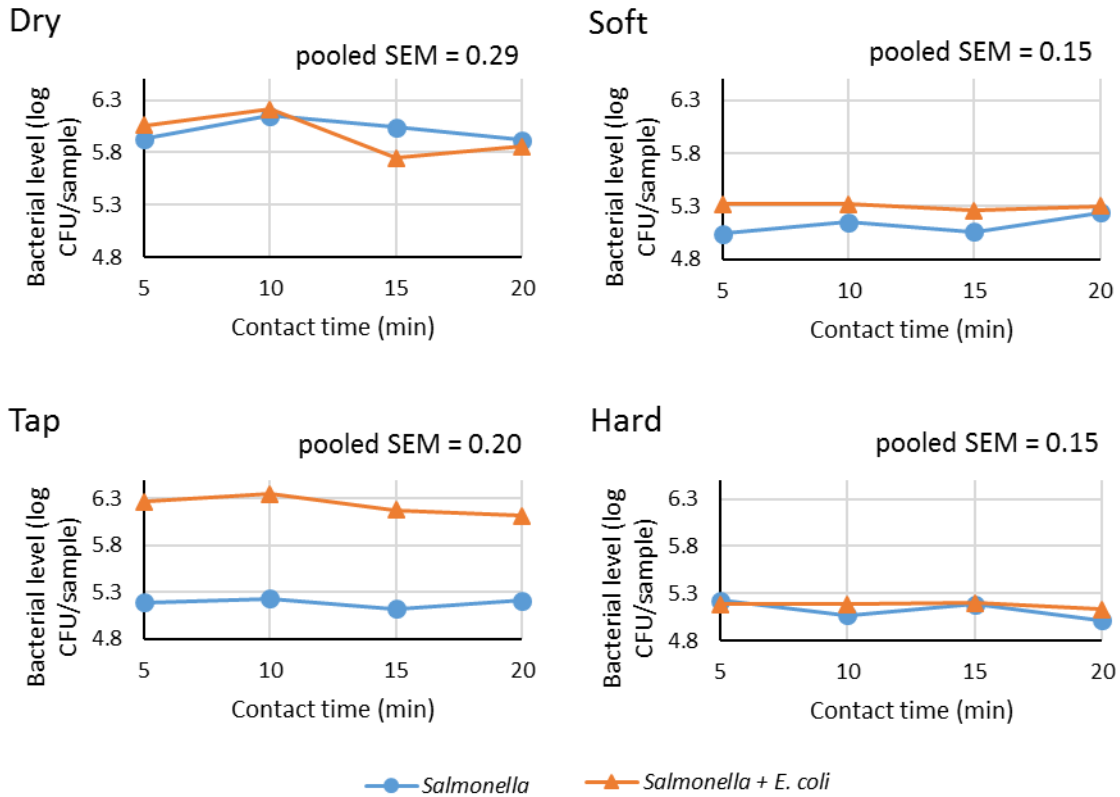 Dry
pooled SEM = 0.29
Bacterial level (log
CFU/sample)
6.3
5.8
5.3
4.8
5 10 15 20
Contact time (min)
Soft
pooled SEM = 0.15
Bacterial level (log
CFU/sample)
6.3
5.8
5.3
4.8
5 10 15 20
Contact time (min)
Tap
pooled SEM = 0.20
Bacterial level (log
CFU/sample)
6.3
5.8
5.3
4.8
5 10 15 20
Contact time (min)
Hard
pooled SEM = 0.15
Bacterial level (log
CFU/sample)
6.3
5.8
5.3
4.8
5 10 15 20
Contact time (min)
Salmonella Salmonella + E. coli